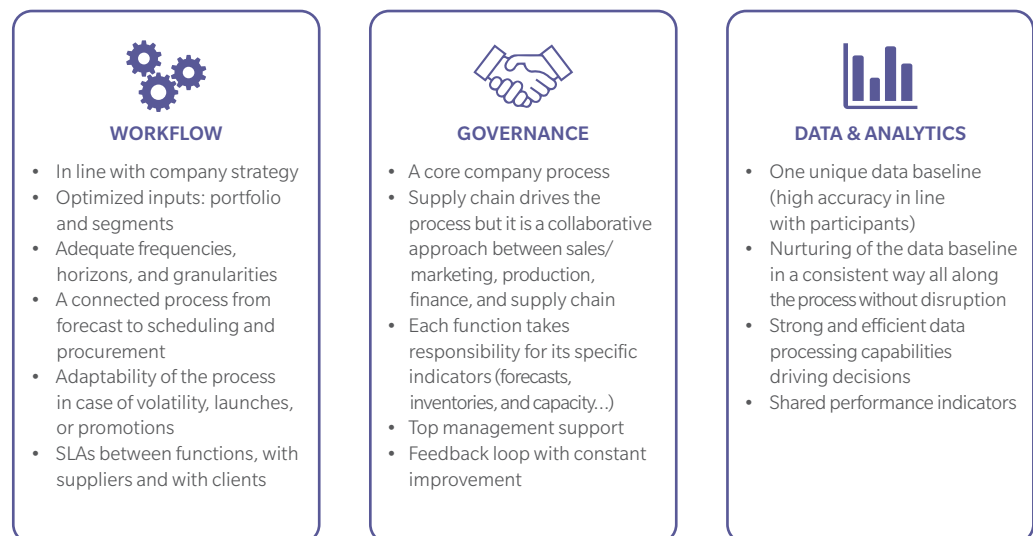 WORKFLOW
• In line with company strategy
• Optimized inputs: portfolio
and segments
• Adequate frequencies,
horizons, and granularities
• A connected process from
forecast to scheduling and
procurement
• Adaptability of the process
in case of volatility, launches,
or promotions
• SLAs between functions, with
suppliers and with clients
GOVERNANCE
• A core company process
• Supply chain drives the
process but it is a collaborative
approach between sales/
marketing, production,
finance, and supply chain
• Each function takes
responsibility for its specific
indicators (forecasts,
inventories, and capacity...)
• Top management support
• Feedback loop with constant
improvement
DATA & ANALYTICS
• One unique data baseline
(high accuracy in line
with participants)
• Nurturing of the data baseline
in a consistent way all along
the process without disruption
• Strong and efficient data
processing capabilities
driving decisions
• Shared performance indicators